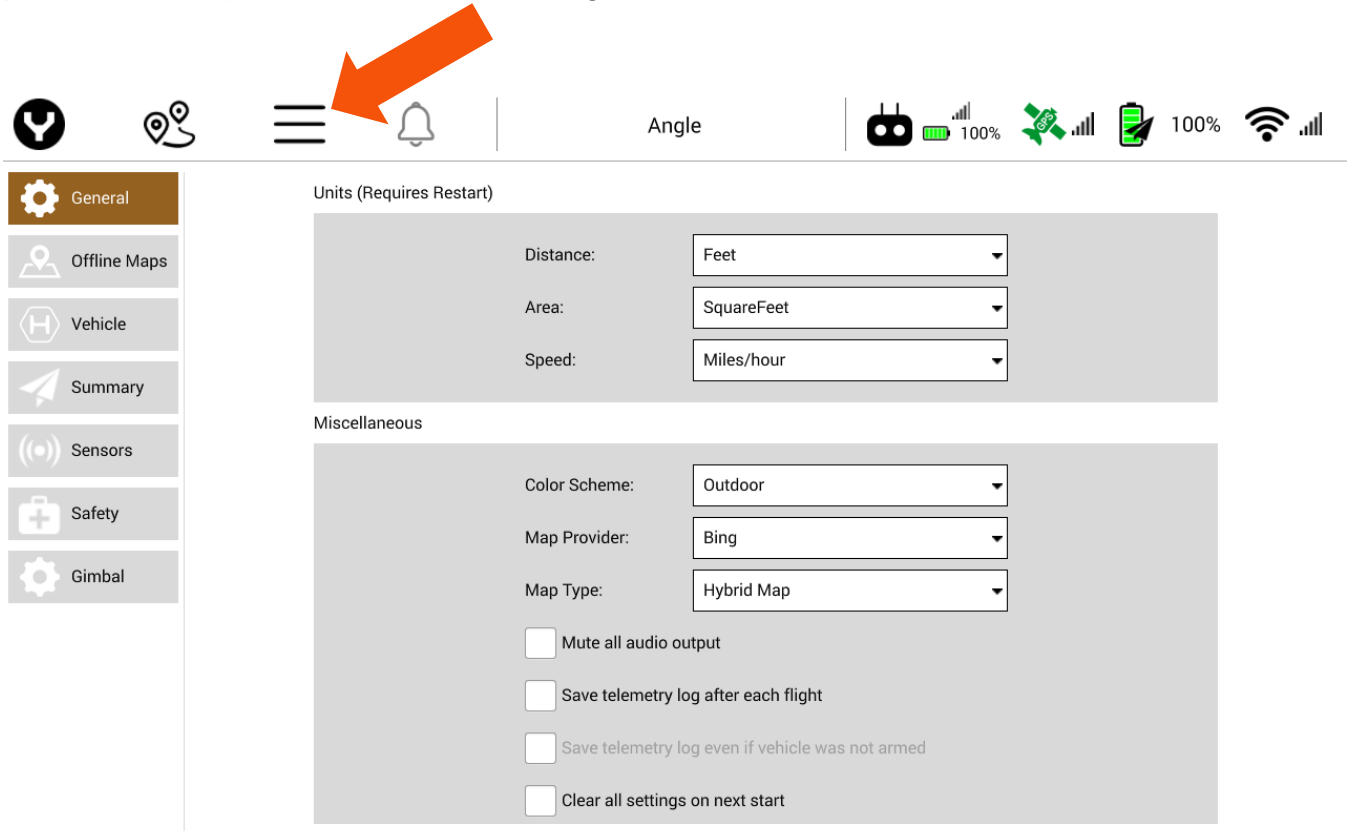 Angle
100%
GPS
100%
General
Offline Maps
Vehicle
Summary
Sensors
Safety
Gimbal
Units (Requires Restart)
Distance: Feet
Area: SquareFeet
Speed: Miles/hour
Miscellaneous
Color Scheme: Outdoor
Map Provider: Bing
Map Type: Hybrid Map
Mute all audio output
Save telemetry log after each flight
Save telemetry log even if vehicle was not armed
Clear all settings on next start